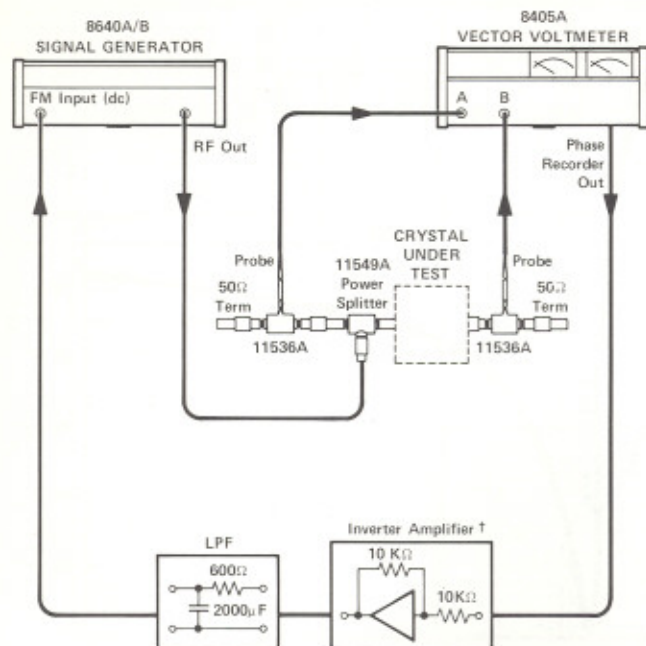 8640A/B
SIGNAL GENERATOR
FM Input (dc)
RF Out
8405A
VECTOR VOLTMETER
A B
Phase
Recorder
Out
Probe
50Ω
Term
11536A
11549A
Power
Splitter
CRYSTAL
UNDER
TEST
Probe
50Ω
Term
11536A
LPF
600Ω
2000μF
Inverter Amplifier †
10 KΩ
10KΩ